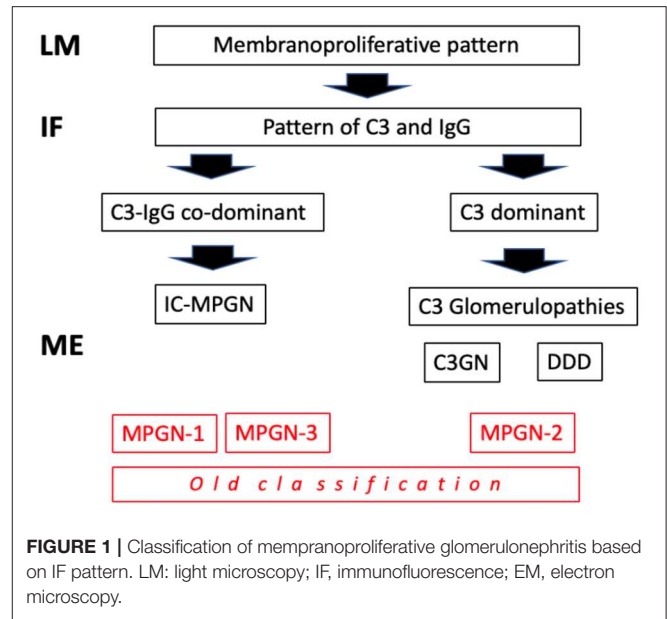 LM
Membranoproliferative pattern
IF
Pattern of C3 and IgG
C3-IgG co-dominant
C3 dominant
IC-MPGN
C3 Glomerulopathies
ME
C3GN
DDD
MPGN-1
MPGN-3
MPGN-2
Old classification
FIGURE 1 | Classification of mempranoproliferative glomerulonephritis based
on IF pattern. LM: light microscopy; IF, immunofluorescence; EM, electron
microscopy.